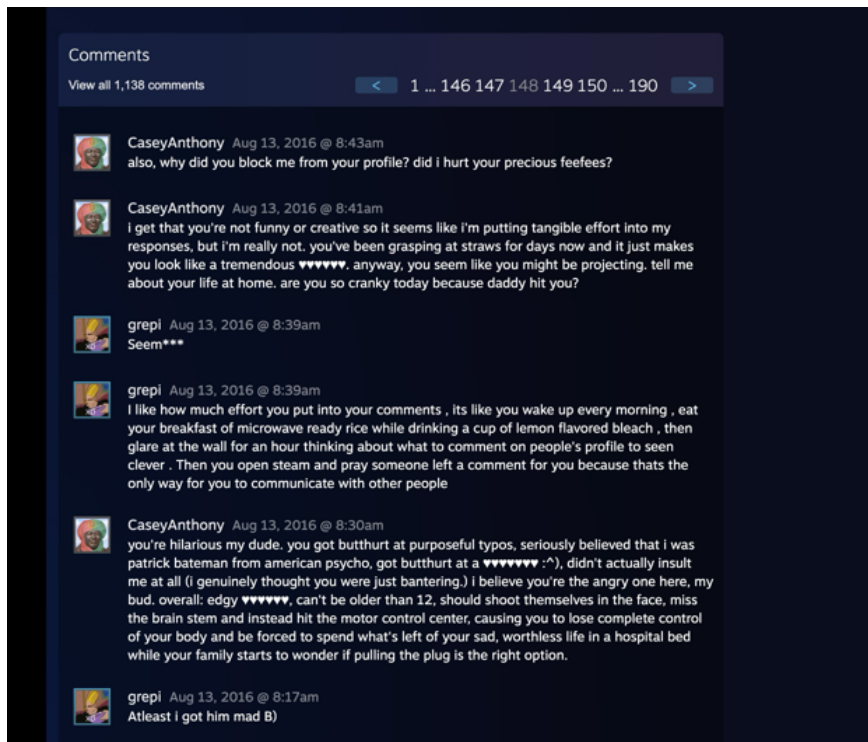 Comments
View all 1,138 comments
< 1 ... 146 147 148 149 150 ... 190 >
CaseyAnthony Aug 13, 2016 @ 8:43am
also, why did you block me from your profile? did i hurt your precious feefees?
CaseyAnthony Aug 13, 2016 @ 8:41am
i get that you're not funny or creative so it seems like i'm putting tangible effort into my
responses, but i'm really not. you've been grasping at straws for days now and it just makes
you look like a tremendous ♥♥♥♥♥♥. anyway, you seem like you might be projecting. tell me
about your life at home. are you so cranky today because daddy hit you?
grepi Aug 13, 2016 @ 8:39am
Seem***
grepi Aug 13, 2016 @ 8:39am
I like how much effort you put into your comments , its like you wake up every morning , eat
your breakfast of microwave ready rice while drinking a cup of lemon flavored bleach , then
glare at the wall for an hour thinking about what to comment on people's profile to seen
clever . Then you open steam and pray someone left a comment for you because thats the
only way for you to communicate with other people
CaseyAnthony Aug 13, 2016 @ 8:30am
you're hilarious my dude. you got butthurt at purposeful typos, seriously believed that i was
patrick bateman from american psycho, got butthurt at a ♥♥♥♥♥♥♥ :^), didn't actually insult
me at all (i genuinely thought you were just bantering.) i believe you're the angry one here, my
bud. overall: edgy ♥♥♥♥♥♥, can't be older than 12, should shoot themselves in the face, miss
the brain stem and instead hit the motor control center, causing you to lose complete control
of your body and be forced to spend what's left of your sad, worthless life in a hospital bed
while your family starts to wonder if pulling the plug is the right option.
grepi Aug 13, 2016 @ 8:17am
Atleast i got him mad B)